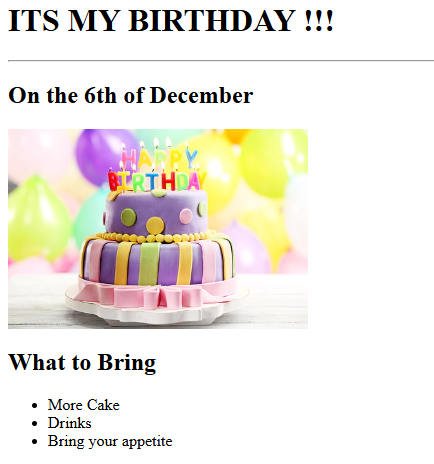 ITS MY BIRTHDAY !!!
On the 6th of December
HAPPY
BIRTHDAY
What to Bring
More Cake
Drinks
Bring your appetite